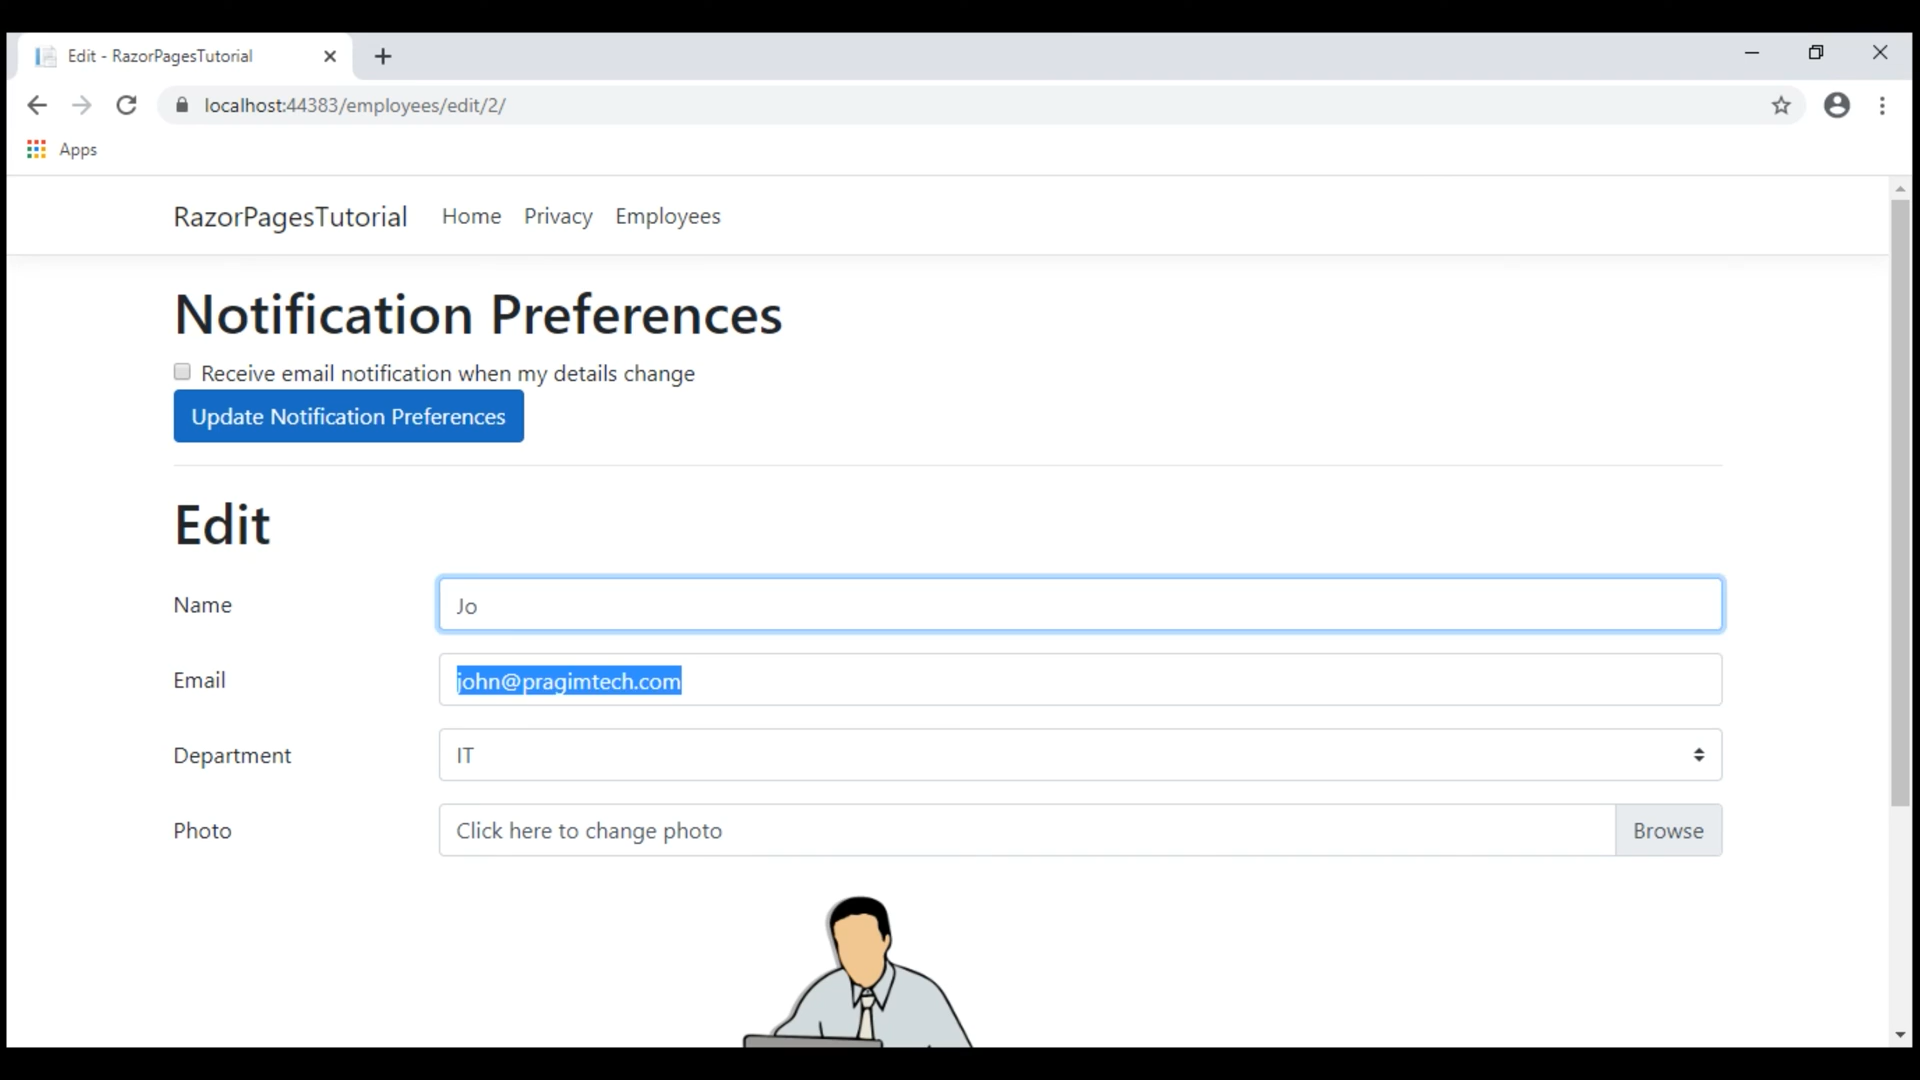 Edit - RazorPagesTutorial
localhost:44383/employees/edit/2/
Apps
RazorPagesTutorial Home Privacy Employees
Notification Preferences
Receive email notification when my details change
Update Notification Preferences
Edit
Name Jo
Email john@pragimtech.com
Department IT
Photo Click here to change photo Browse